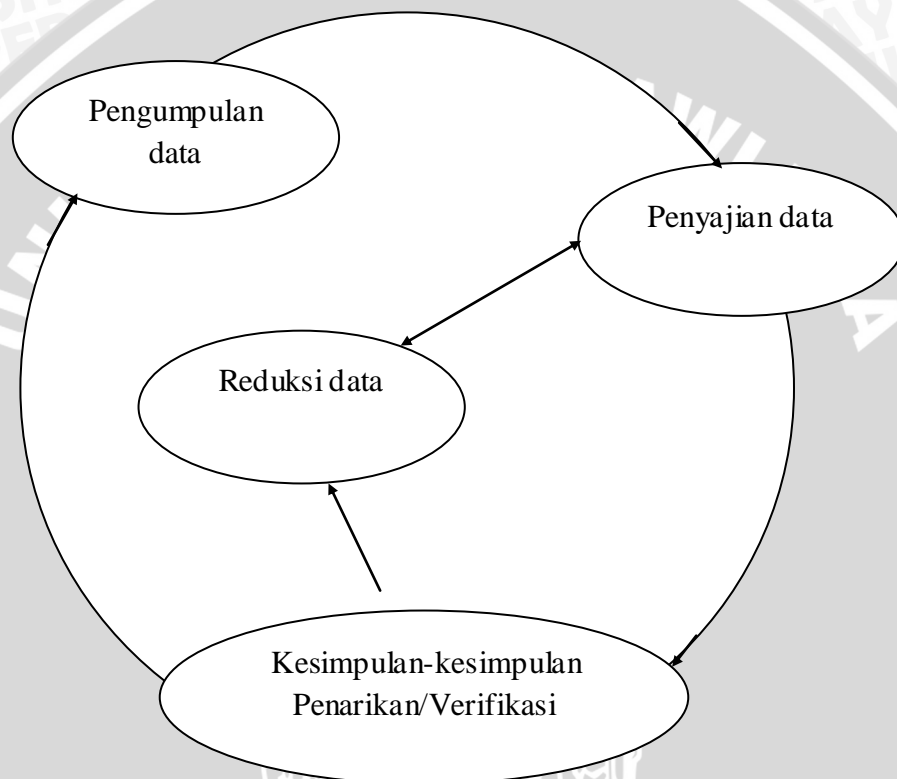 Pengumpulan
data
Penyajian data
Reduksi data
Kesimpulan-kesimpulan
Penarikan/Verifikasi